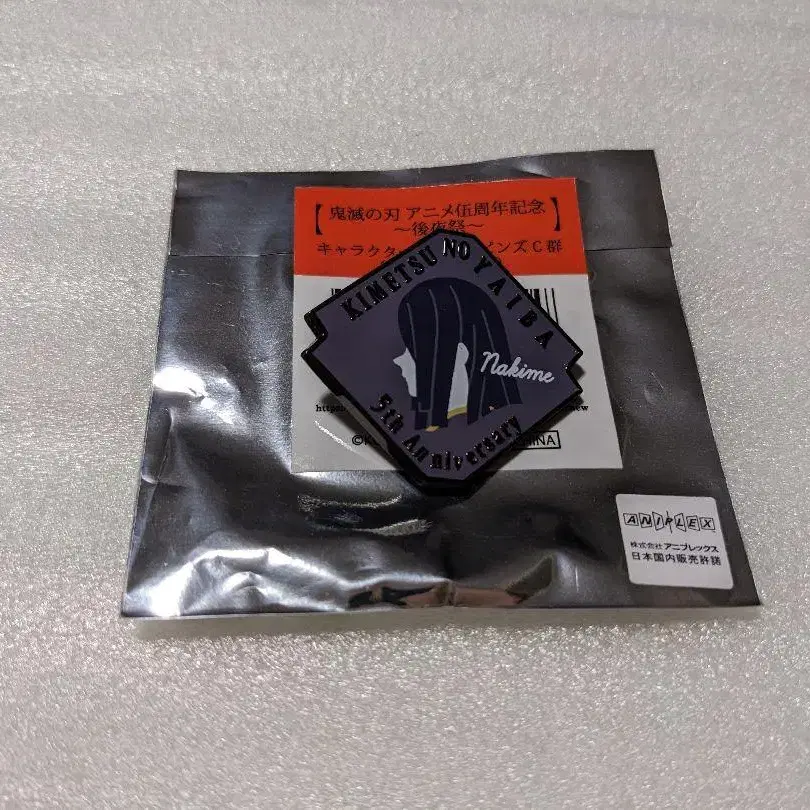 【鬼滅の刃 アニメ伍周年記念】
~後夜祭~
キャラクター
ンズC群
KIMETSU NO YAIBA
Nakime
5th Anniversary
ANIPLEX
株式会社アニプレックス
日本国内販売許諾